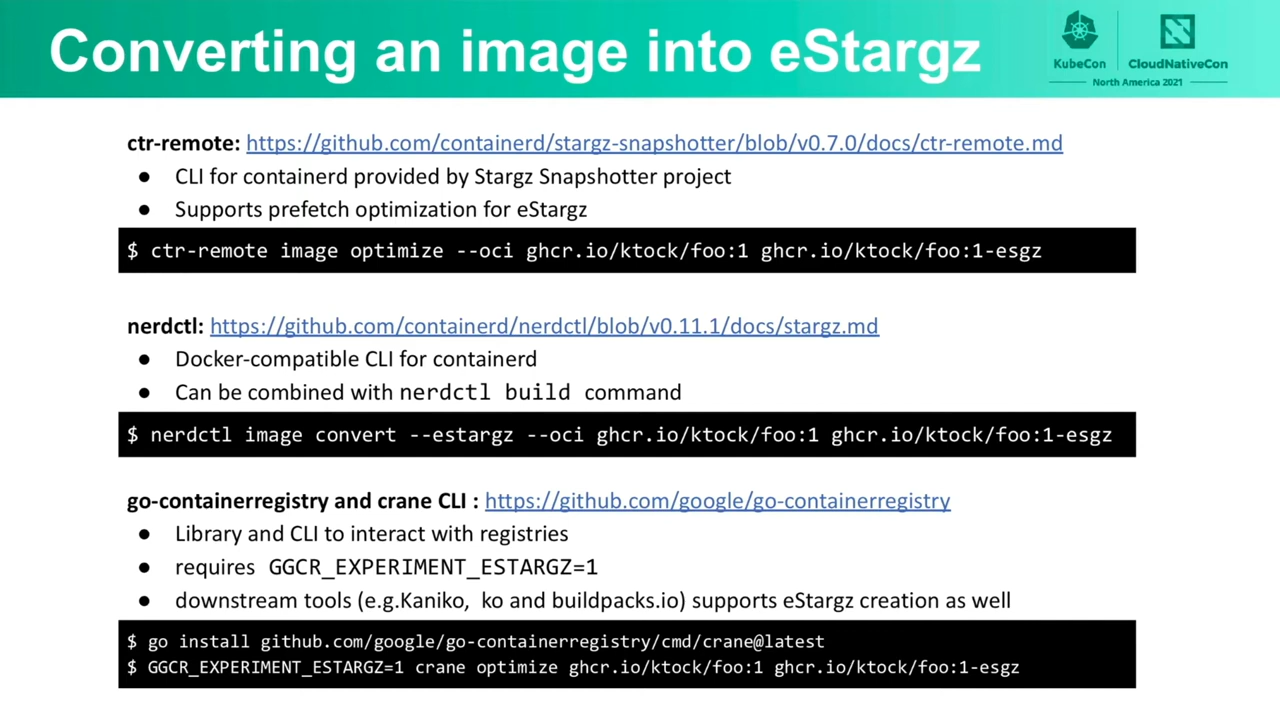 Converting an image into eStargz
KubeCon
CloudNativeCon
North America 2021
ctr-remote: https://github.com/containerd/stargz-snapshotter/blob/v0.7.0/docs/ctr-remote.md
● CLI for containerd provided by Stargz Snapshotter project
● Supports prefetch optimization for eStargz
$ ctr-remote image optimize --oci ghcr.io/ktock/foo:1 ghcr.io/ktock/foo:1-esgz
nerdctl: https://github.com/containerd/nerdctl/blob/v0.11.1/docs/stargz.md
● Docker-compatible CLI for containerd
● Can be combined with nerdctl build command
$ nerdctl image convert --estargz --oci ghcr.io/ktock/foo:1 ghcr.io/ktock/foo:1-esgz
go-containerregistry and crane CLI : https://github.com/google/go-containerregistry
● Library and CLI to interact with registries
● requires GGCR_EXPERIMENT_ESTARGZ=1
● downstream tools (e.g.Kaniko, ko and buildpacks.io) supports eStargz creation as well
$ go install github.com/google/go-containerregistry/cmd/crane@latest
$ GGCR_EXPERIMENT_ESTARGZ=1 crane optimize ghcr.io/ktock/foo:1 ghcr.io/ktock/foo:1-esgz